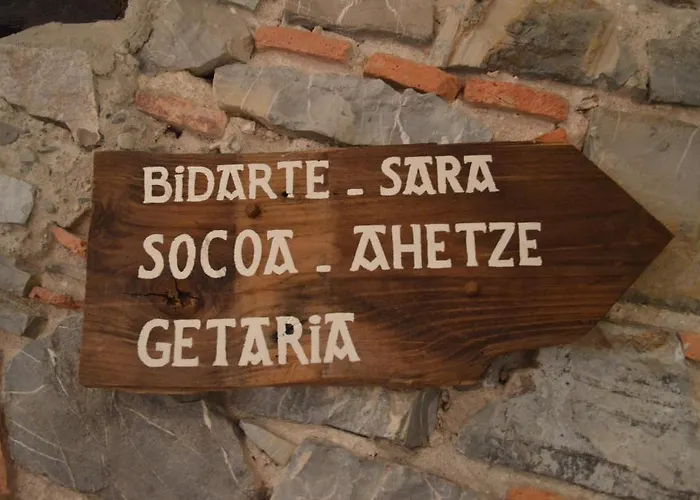 BiDARTE - SARA
SOCOA - AHETZE
GETARiA